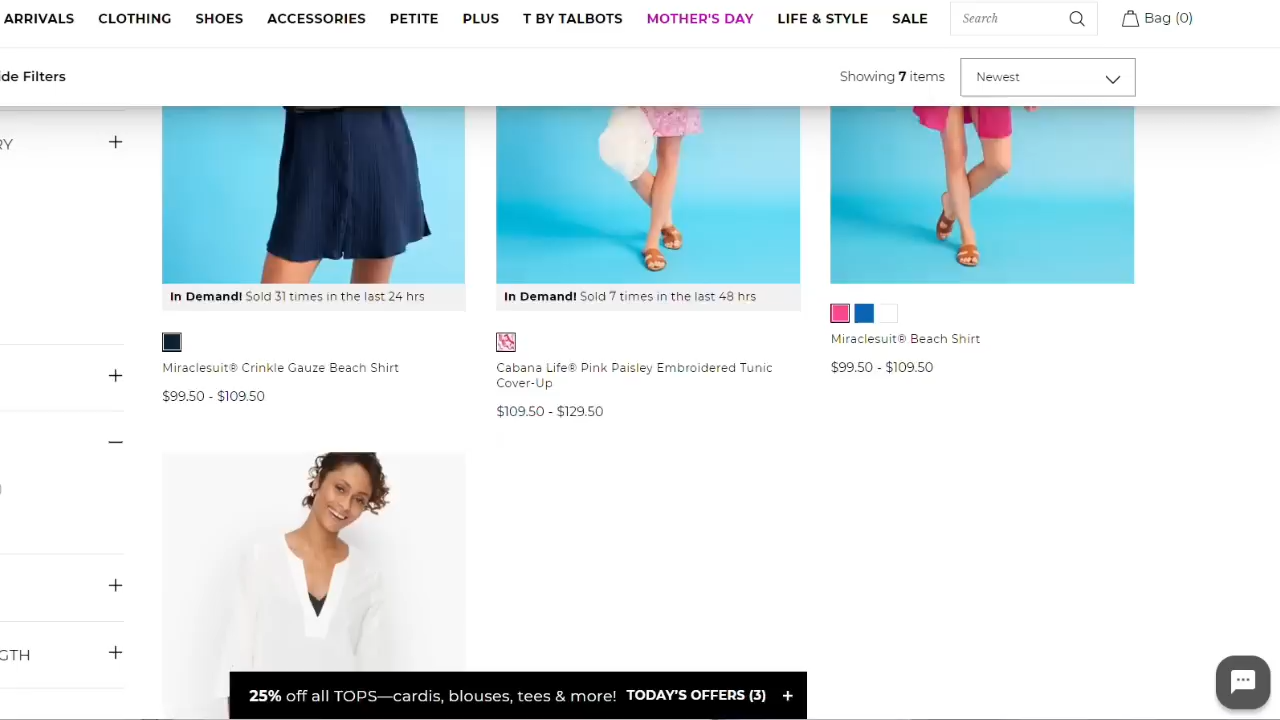 ARRIVALS CLOTHING SHOES ACCESSORIES PETITE PLUS T BY TALBOTS MOTHER'S DAY LIFE & STYLE SALE Search Bag (0)
ide Filters Showing 7 items Newest
RY
In Demand! Sold 31 times in the last 24 hrs
In Demand! Sold 7 times in the last 48 hrs
Miraclesuit® Beach Shirt
$99.50 - $109.50
Miraclesuit® Crinkle Gauze Beach Shirt
$99.50 - $109.50
Cabana Life® Pink Paisley Embroidered Tunic
Cover-Up
$109.50 - $129.50
GTH
25% off all TOPS—cardis, blouses, tees & more! TODAY'S OFFERS (3) +